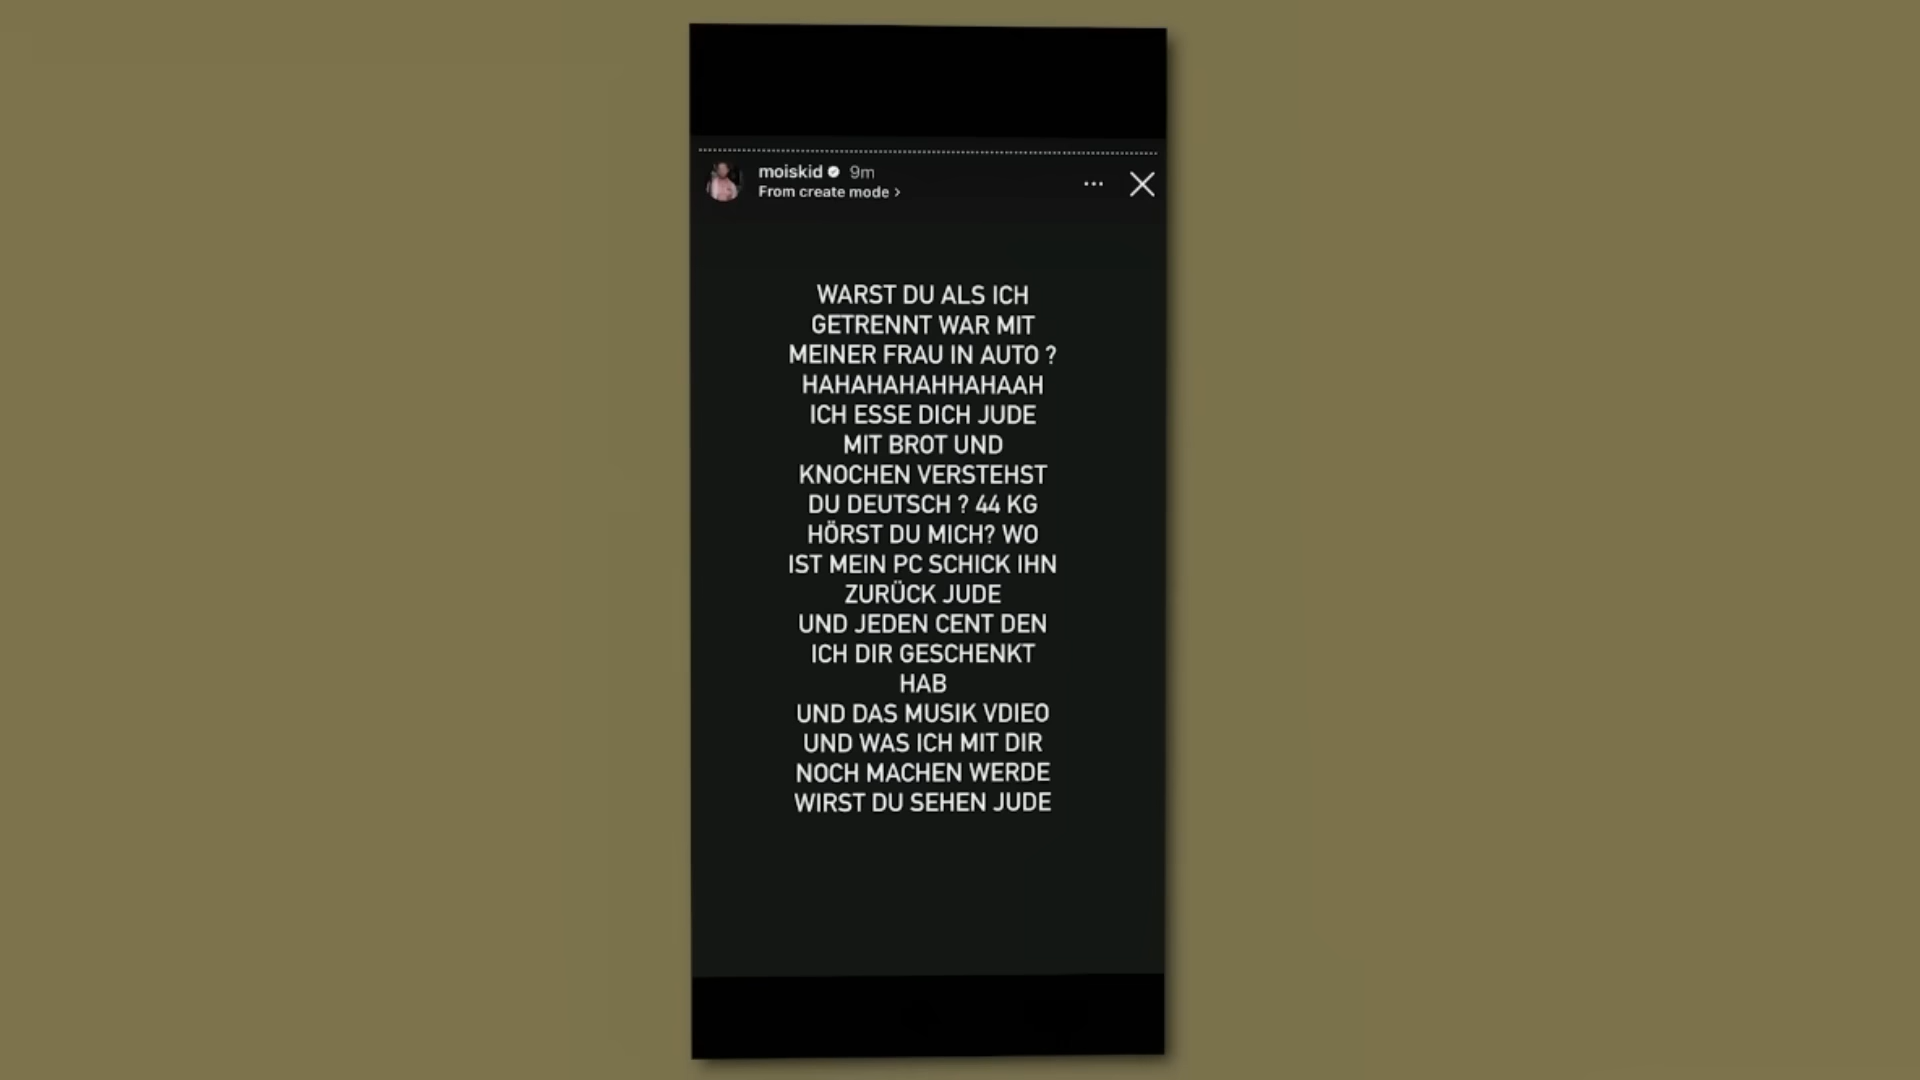 moiskid 9m
From create mode >
WARST DU ALS ICH
GETRENNT WAR MIT
MEINER FRAU IN AUTO ?
HAHAHAHAHHAHAAH
ICH ESSE DICH JUDE
MIT BROT UND
KNOCHEN VERSTEHST
DU DEUTSCH ? 44 KG
HÖRST DU MICH? WO
IST MEIN PC SCHICK IHN
ZURÜCK JUDE
UND JEDEN CENT DEN
ICH DIR GESCHENKT
HAB
UND DAS MUSIK VDIEO
UND WAS ICH MIT DIR
NOCH MACHEN WERDE
WIRST DU SEHEN JUDE